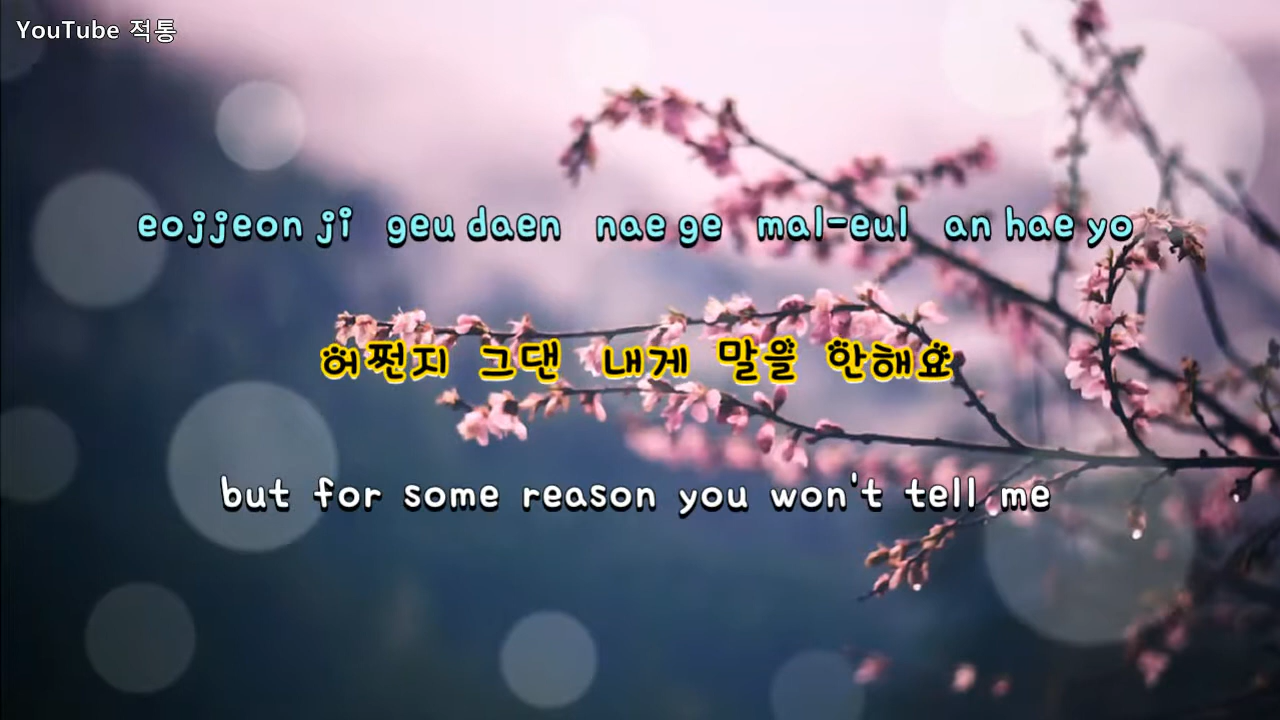 YouTube 적통
eojjeon ji geu daen nae ge mal-eul an hae yo
어쩐지 그댄 내게 말을 안해요
but for some reason you won't tell me